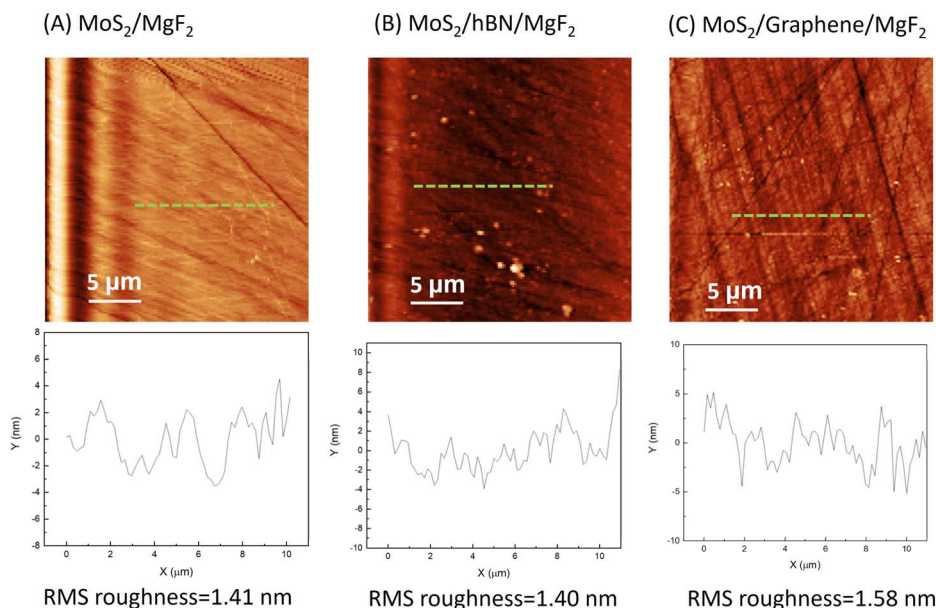 (A) MoS₂/MgF₂
(B) MoS₂/hBN/MgF₂
(C) MoS₂/Graphene/MgF₂
5 μm
5 μm
5 μm
8
6
4
2
0
-2
-4
-6
-8
Y (nm)
0 2 4 6 8 10
X (μm)
10
8
6
4
2
0
-2
-4
-6
-8
-10
Y (nm)
0 2 4 6 8 10
X (μm)
10
5
0
-5
-10
Y (nm)
0 2 4 6 8 10
X (μm)
RMS roughness=1.41 nm
RMS roughness=1.40 nm
RMS roughness=1.58 nm